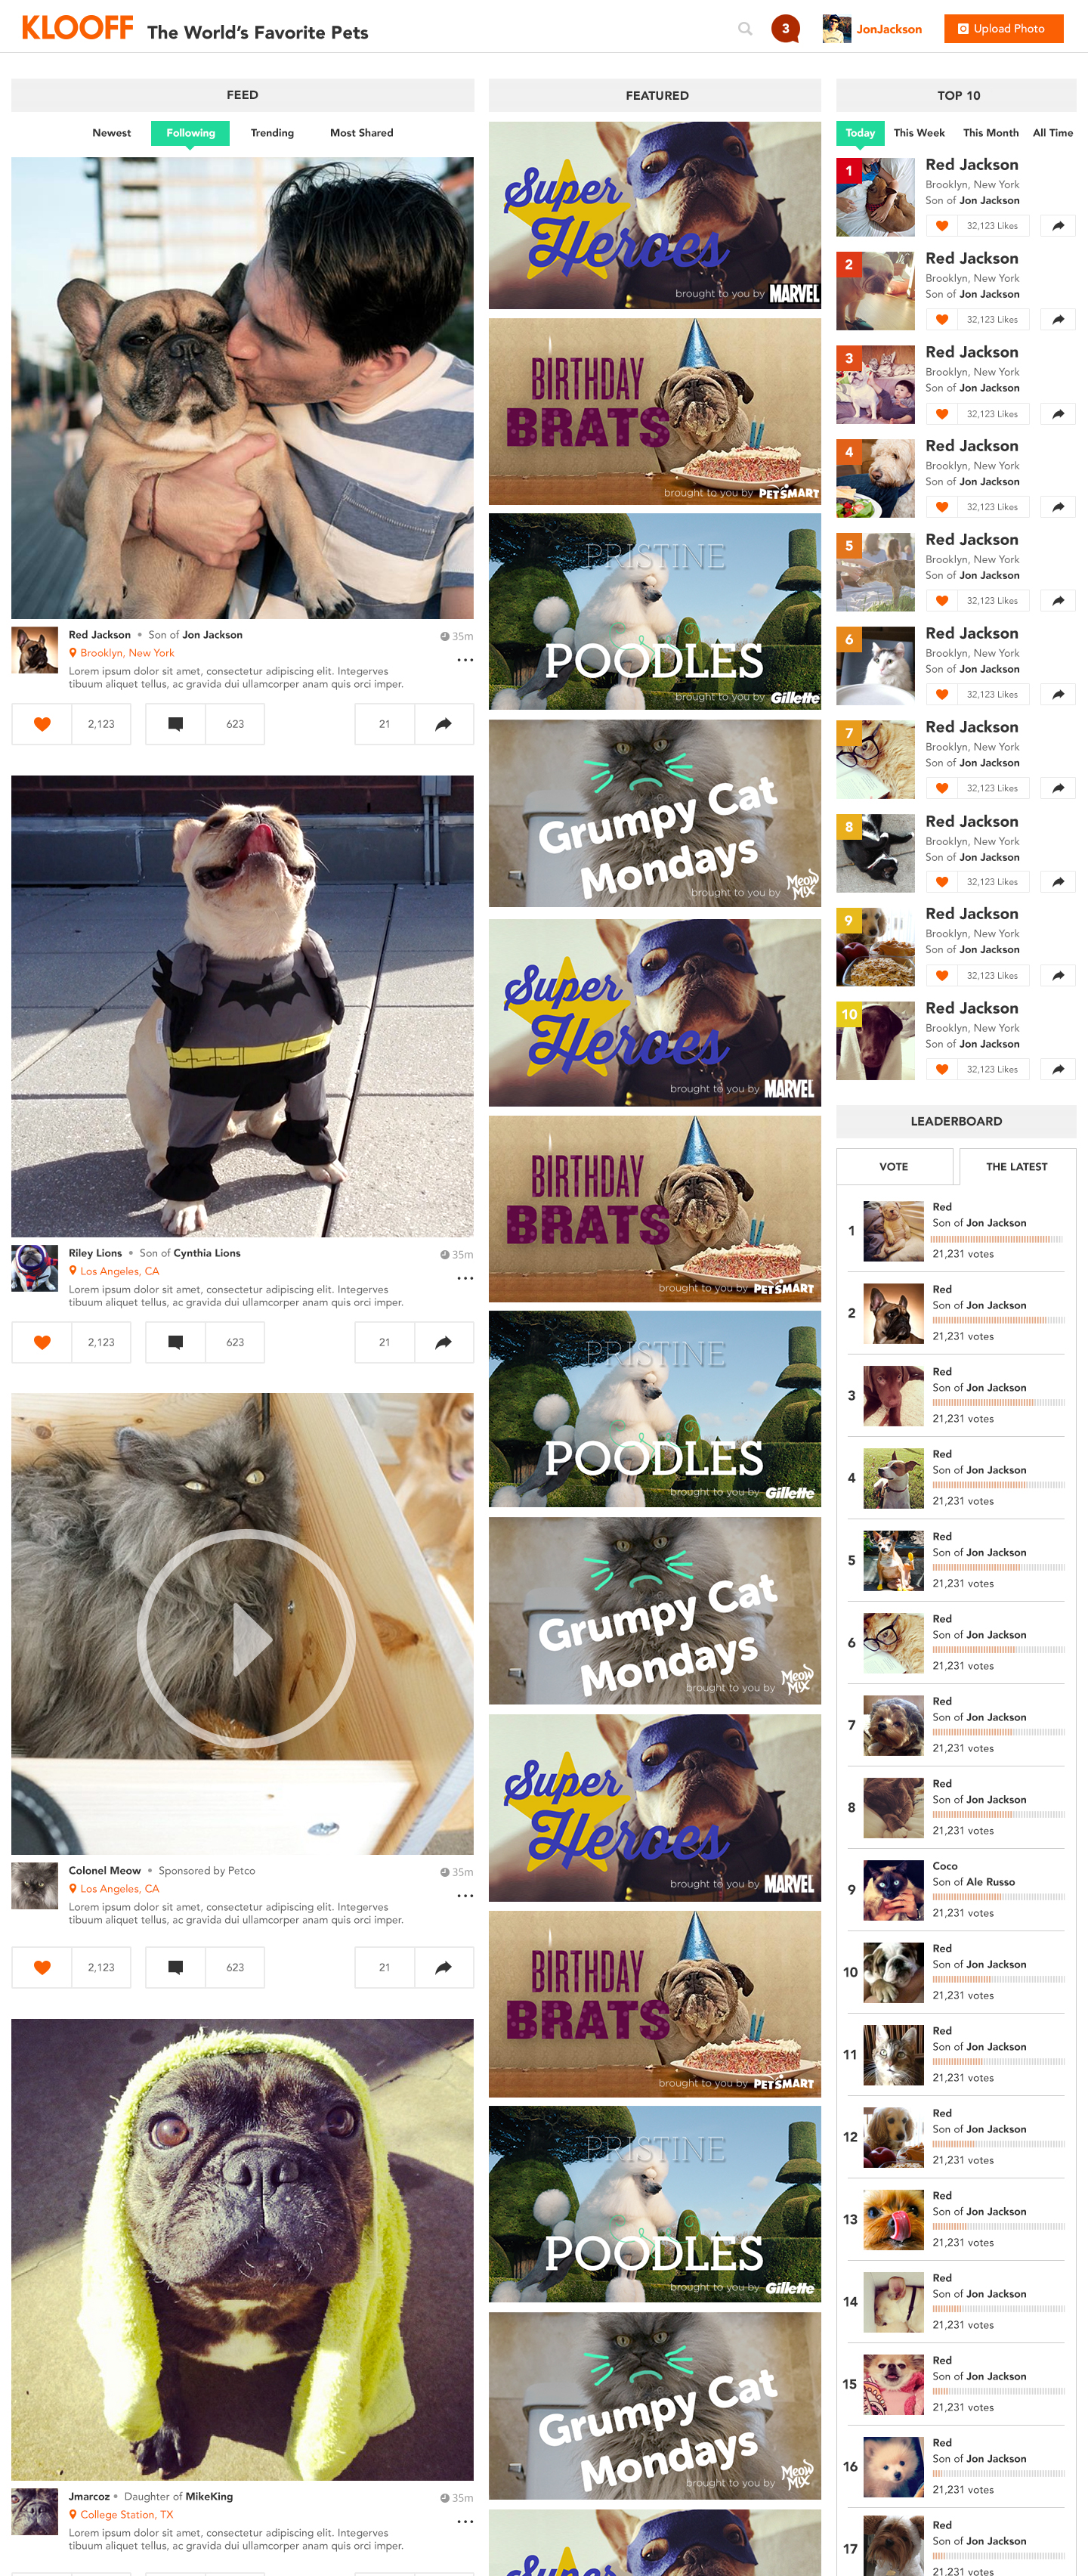 KLOOFF The World's Favorite Pets
3
JonJackson
Upload Photo
FEED
Newest
Following
Trending
Most Shared
Red Jackson • Son of Jon Jackson
35m
Brooklyn, New York
Lorem ipsum dolor sit amet, consectetur adipiscing elit. Integerves
tibuum aliquet tellus, ac gravida dui ullamcorper anam quis orci imper.
2,123
623
21
Riley Lions • Son of Cynthia Lions
35m
Los Angeles, CA
Lorem ipsum dolor sit amet, consectetur adipiscing elit. Integerves
tibuum aliquet tellus, ac gravida dui ullamcorper anam quis orci imper.
2,123
623
21
Colonel Meow • Sponsored by Petco
35m
Los Angeles, CA
Lorem ipsum dolor sit amet, consectetur adipiscing elit. Integerves
tibuum aliquet tellus, ac gravida dui ullamcorper anam quis orci imper.
2,123
623
21
Jmarcoz • Daughter of MikeKing
35m
College Station, TX
Lorem ipsum dolor sit amet, consectetur adipiscing elit. Integerves
tibuum aliquet tellus, ac gravida dui ullamcorper anam quis orci imper.
FEATURED
Super
Heroes
brought to you by MARVEL
BIRTHDAY
BRATS
brought to you by PETSMART
PRISTINE
POODLES
brought to you by Gillette
Grumpy Cat
Mondays
brought to you by Meow Mix
Super
Heroes
brought to you by MARVEL
BIRTHDAY
BRATS
brought to you by PETSMART
PRISTINE
POODLES
brought to you by Gillette
Grumpy Cat
Mondays
brought to you by Meow Mix
Super
Heroes
brought to you by MARVEL
BIRTHDAY
BRATS
brought to you by PETSMART
PRISTINE
POODLES
brought to you by Gillette
Grumpy Cat
Mondays
brought to you by Meow Mix
Super
TOP 10
Today
This Week
This Month
All Time
1
Red Jackson
Brooklyn, New York
Son of Jon Jackson
32,123 Likes
2
Red Jackson
Brooklyn, New York
Son of Jon Jackson
32,123 Likes
3
Red Jackson
Brooklyn, New York
Son of Jon Jackson
32,123 Likes
4
Red Jackson
Brooklyn, New York
Son of Jon Jackson
32,123 Likes
5
Red Jackson
Brooklyn, New York
Son of Jon Jackson
32,123 Likes
6
Red Jackson
Brooklyn, New York
Son of Jon Jackson
32,123 Likes
7
Red Jackson
Brooklyn, New York
Son of Jon Jackson
32,123 Likes
8
Red Jackson
Brooklyn, New York
Son of Jon Jackson
32,123 Likes
9
Red Jackson
Brooklyn, New York
Son of Jon Jackson
32,123 Likes
10
Red Jackson
Brooklyn, New York
Son of Jon Jackson
32,123 Likes
LEADERBOARD
VOTE
THE LATEST
1
Red
Son of Jon Jackson
21,231 votes
2
Red
Son of Jon Jackson
21,231 votes
3
Red
Son of Jon Jackson
21,231 votes
4
Red
Son of Jon Jackson
21,231 votes
5
Red
Son of Jon Jackson
21,231 votes
6
Red
Son of Jon Jackson
21,231 votes
7
Red
Son of Jon Jackson
21,231 votes
8
Red
Son of Jon Jackson
21,231 votes
9
Coco
Son of Ale Russo
21,231 votes
10
Red
Son of Jon Jackson
21,231 votes
11
Red
Son of Jon Jackson
21,231 votes
12
Red
Son of Jon Jackson
21,231 votes
13
Red
Son of Jon Jackson
21,231 votes
14
Red
Son of Jon Jackson
21,231 votes
15
Red
Son of Jon Jackson
21,231 votes
16
Red
Son of Jon Jackson
21,231 votes
17
Red
Son of Jon Jackson
21,231 votes